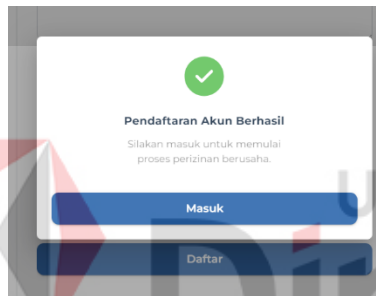 Pendaftaran Akun Berhasil
Silakan masuk untuk memulai
proses perizinan berusaha.
Masuk
Daftar